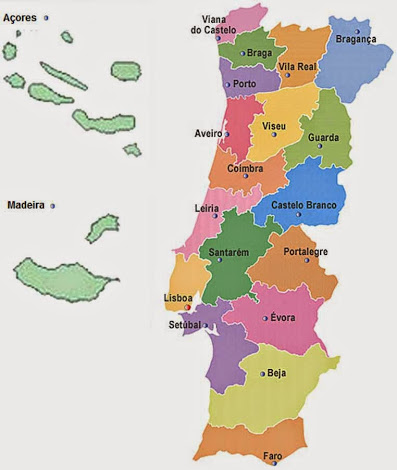 Açores
Viana
do Castelo
Bragança
Braga
Vila Real
Porto
Aveiro
Viseu
Guarda
Coimbra
Madeira
Leiria
Castelo Branco
Santarém
Portalegre
Lisboa
Setúbal
Évora
Beja
Faro